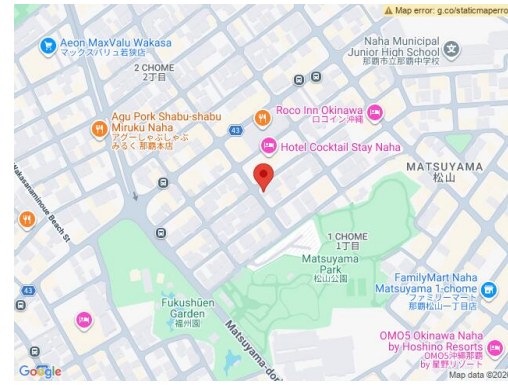 Map error: g.co/staticmaperro
Aeon MaxValu Wakasa
マックスバリュ若狭店
2 CHOME
2丁目
Naha Municipal
Junior High School
那覇市立那覇中学校
Agu Pork Shabu-shabu
Miruku Naha
アグーしゃぶしゃぶ
みるく 那覇本店
Roco Inn Okinawa
ロコイン沖縄
43
Hotel Cocktail Stay Naha
MATSUYAMA
松山
Wakasanaminoue Beach St
1 CHOME
1丁目
Matsuyama
Park
松山公園
FamilyMart Naha
Matsuyama 1-chome
ファミリーマート
那覇松山一丁目店
43
Fukushūen
Garden
福州園
Matsuyama-dori
OMO5 Okinawa Naha
by Hoshino Resorts
OMO5沖縄那覇
by 星野リゾート
Google
Map data ©2026